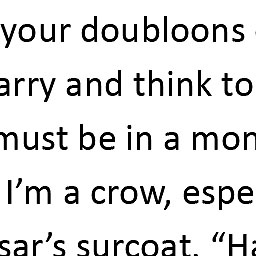 your doubloons
arry and think to
must be in a mon
I'm a crow, espe
sar's surcoat. "Ha